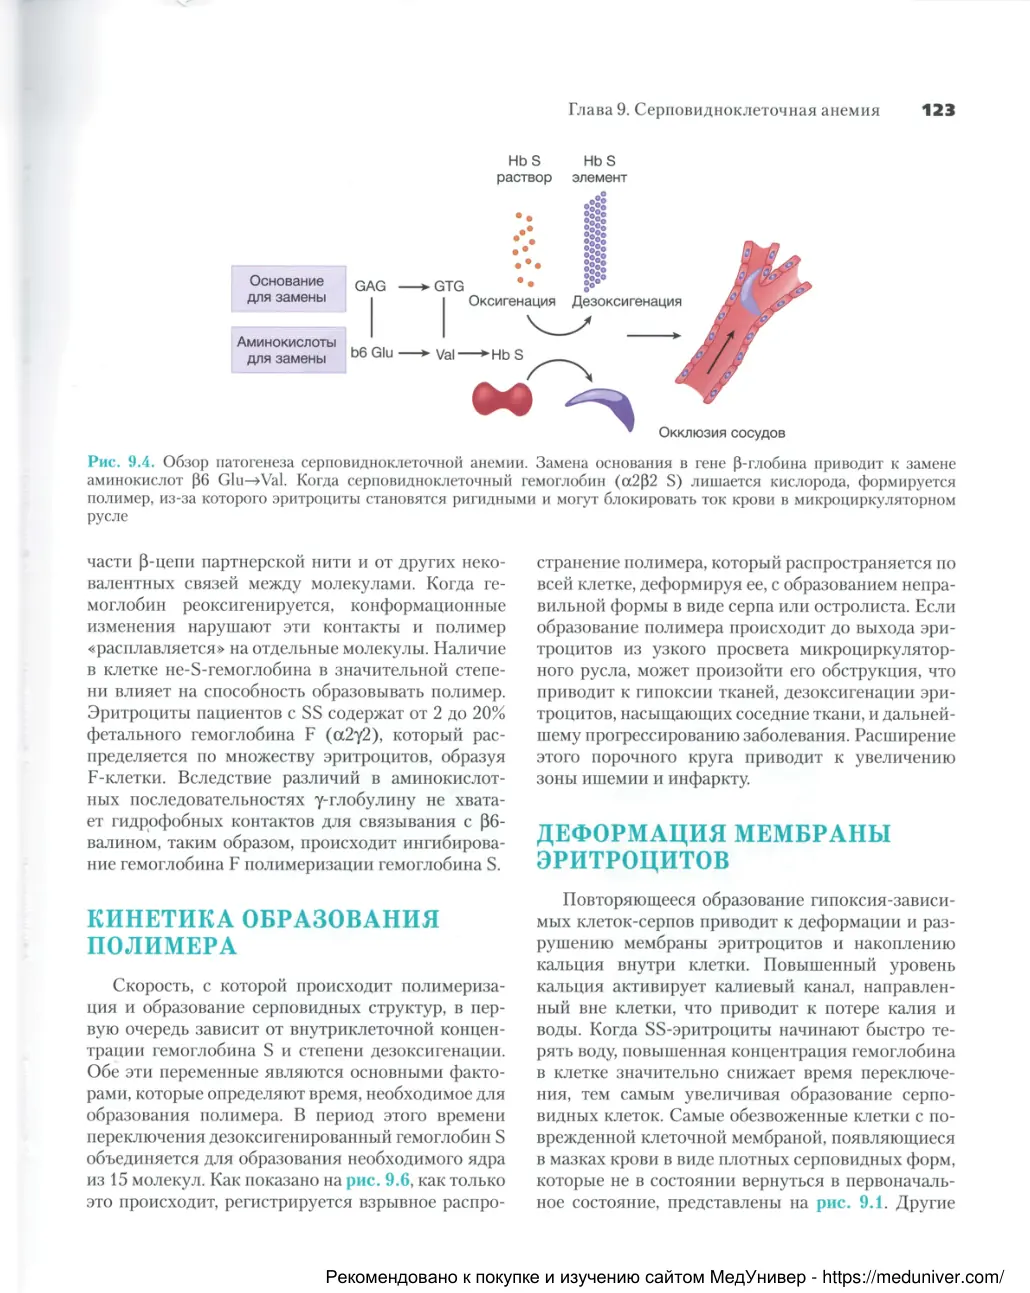 Глава 9. Серповидноклеточная анемия 123
Hb S
раствор
Hb S
элемент
Основание
для замены
GAG
GTG
Оксигенация
Дезоксигенация
Аминокислоты
для замены
b6 Glu
Val
Hb S
Окклюзия сосудов
Рис. 9.4. Обзор патогенеза серповидноклеточной анемии. Замена основания в гене β-глобина приводит к замене
аминокислот β6 Glu→Val. Когда серповидноклеточный гемоглобин (α2β2 S) лишается кислорода, формируется
полимер, из-за которого эритроциты становятся ригидными и могут блокировать ток крови в микроциркуляторном
русле
части β-цепи партнерской нити и от других неко-
валентных связей между молекулами. Когда ге-
моглобин реоксигенируется, конформационные
изменения нарушают эти контакты и полимер
«расплавляется» на отдельные молекулы. Наличие
в клетке не-S-гемоглобина в значительной степе-
ни влияет на способность образовывать полимер.
Эритроциты пациентов с SS содержат от 2 до 20%
фетального гемоглобина F (α2γ2), который рас-
пределяется по множеству эритроцитов, образуя
F-клетки. Вследствие различий в аминокислот-
ных последовательностях γ-глобулину не хвата-
ет гидрофобных контактов для связывания с β6-
валином, таким образом, происходит ингибирова-
ние гемоглобина F полимеризации гемоглобина S.
КИНЕТИКА ОБРАЗОВАНИЯ
ПОЛИМЕРА
Скорость, с которой происходит полимериза-
ция и образование серповидных структур, в пер-
вую очередь зависит от внутриклеточной концен-
трации гемоглобина S и степени дезоксигенации.
Обе эти переменные являются основными факто-
рами, которые определяют время, необходимое для
образования полимера. В период этого времени
переключения дезоксигенированный гемоглобин S
объединяется для образования необходимого ядра
из 15 молекул. Как показано на рис. 9.6, как только
это происходит, регистрируется взрывное распро-
странение полимера, который распространяется по
всей клетке, деформируя ее, с образованием непра-
вильной формы в виде серпа или остролиста. Если
образование полимера происходит до выхода эри-
троцитов из узкого просвета микроциркулятор-
ного русла, может произойти его обструкция, что
приводит к гипоксии тканей, дезоксигенации эри-
троцитов, насыщающих соседние ткани, и дальней-
шему прогрессированию заболевания. Расширение
этого порочного круга приводит к увеличению
зоны ишемии и инфаркту.
ДЕФОРМАЦИЯ МЕМБРАНЫ
ЭРИТРОЦИТОВ
Повторяющееся образование гипоксия-зависи-
мых клеток-серпов приводит к деформации и раз-
рушению мембраны эритроцитов и накоплению
кальция внутри клетки. Повышенный уровень
кальция активирует калиевый канал, направлен-
ный вне клетки, что приводит к потере калия и
воды. Когда SS-эритроциты начинают быстро те-
рять воду, повышенная концентрация гемоглобина
в клетке значительно снижает время переключе-
ния, тем самым увеличивая образование серпо-
видных клеток. Самые обезвоженные клетки с по-
врежденной клеточной мембраной, появляющиеся
в мазках крови в виде плотных серповидных форм,
которые не в состоянии вернуться в первоначаль-
ное состояние, представлены на рис. 9.1. Другие
Рекомендовано к покупке и изучению сайтом МедУнивер - https://meduniver.com/